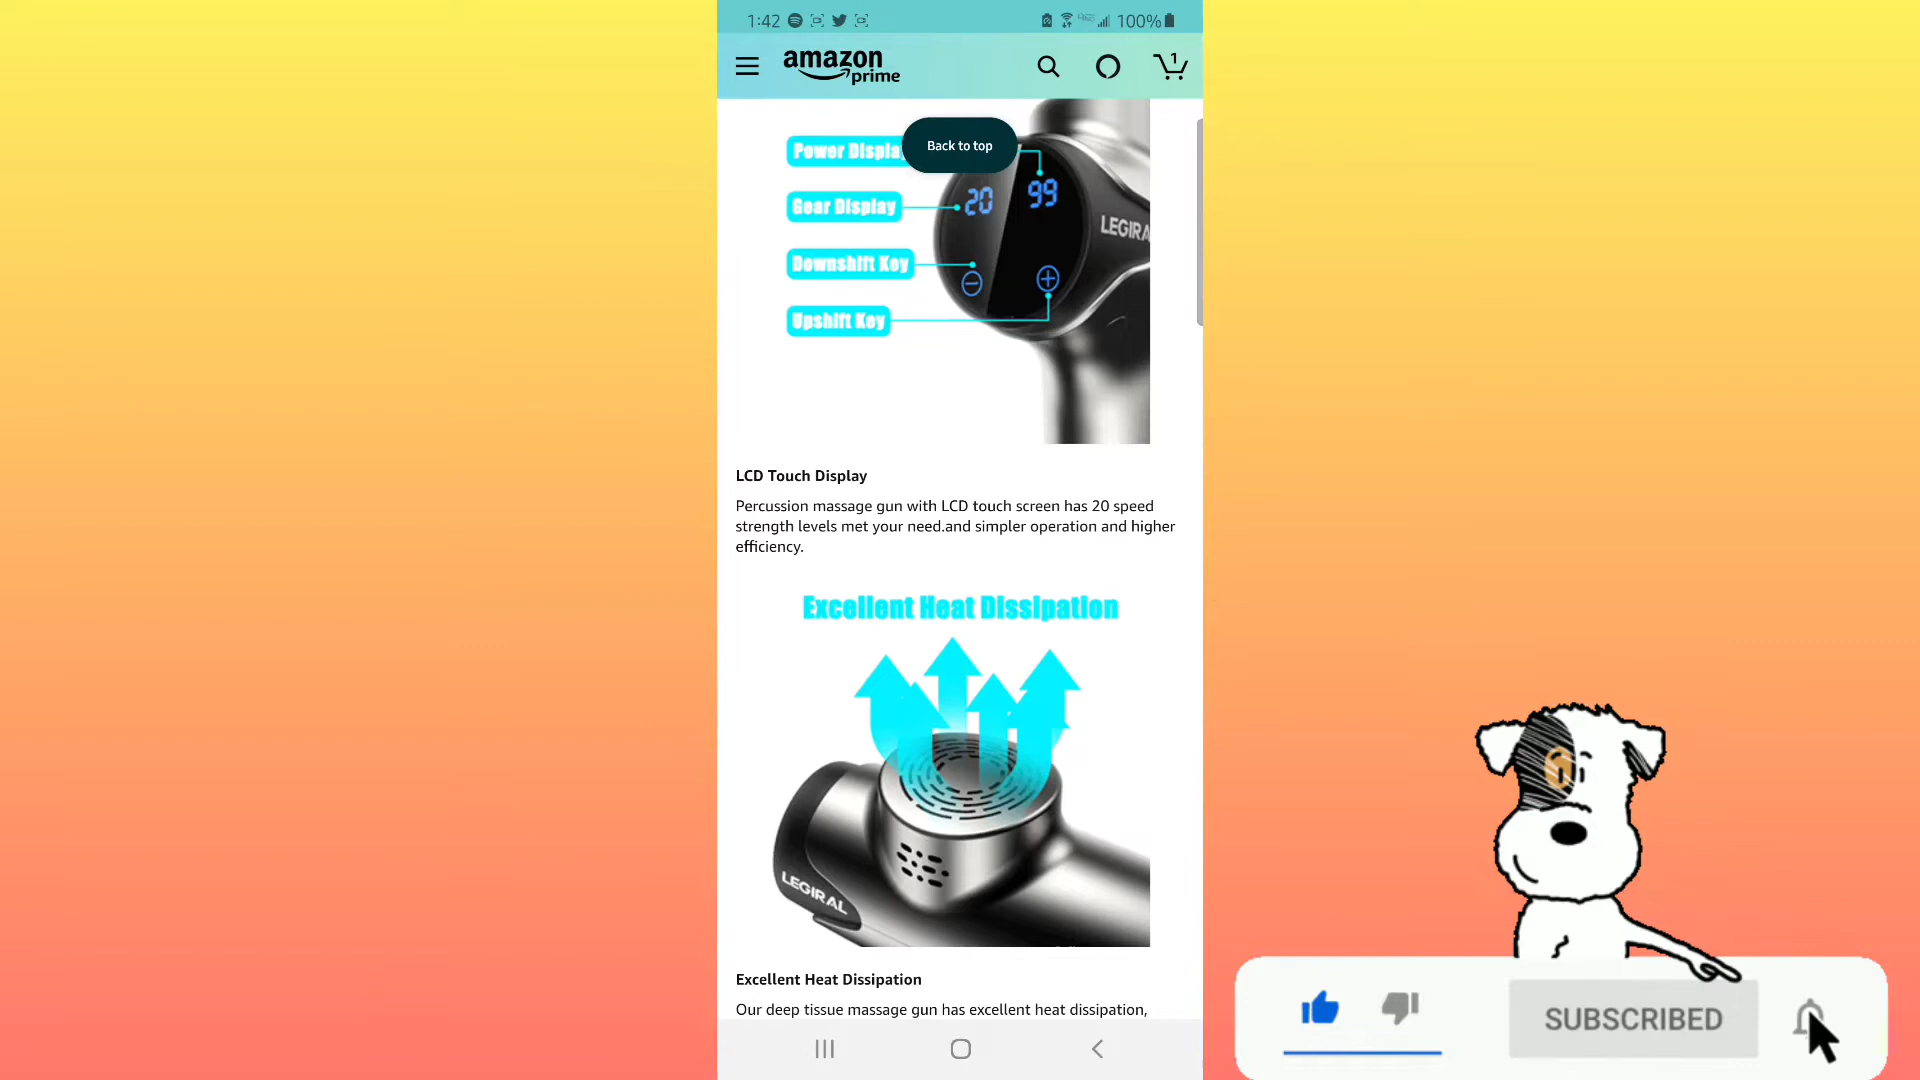 1:42
100%
amazon
prime
1
Back to top
Power Displa
20
99
Gear Display
LEGIRA
Downshift Key
Upshift Key
LCD Touch Display
Percussion massage gun with LCD touch screen has 20 speed
strength levels met your need.and simpler operation and higher
efficiency.
Excellent Heat Dissipation
LEGIRAL
Excellent Heat Dissipation
Our deep tissue massage gun has excellent heat dissipation,
SUBSCRIBED